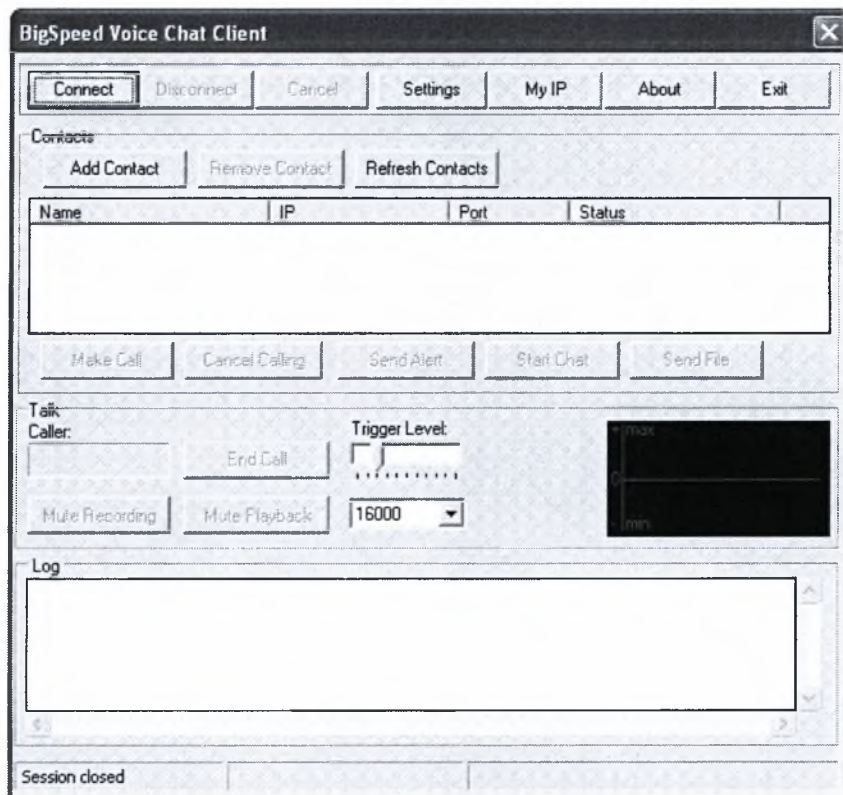 BigSpeed Voice Chat Client
Connect Disconnect Cancel Settings My IP About Exit
Contacts
Add Contact Remove Contact Refresh Contacts
Name IP Port Status
Make Call Cancel Calling Send Alert Start Chat Send File
Talk
Caller: Trigger Level:
+ max
End Call
0
Mute Recording Mute Playback 16000
- min
Log
Session closed